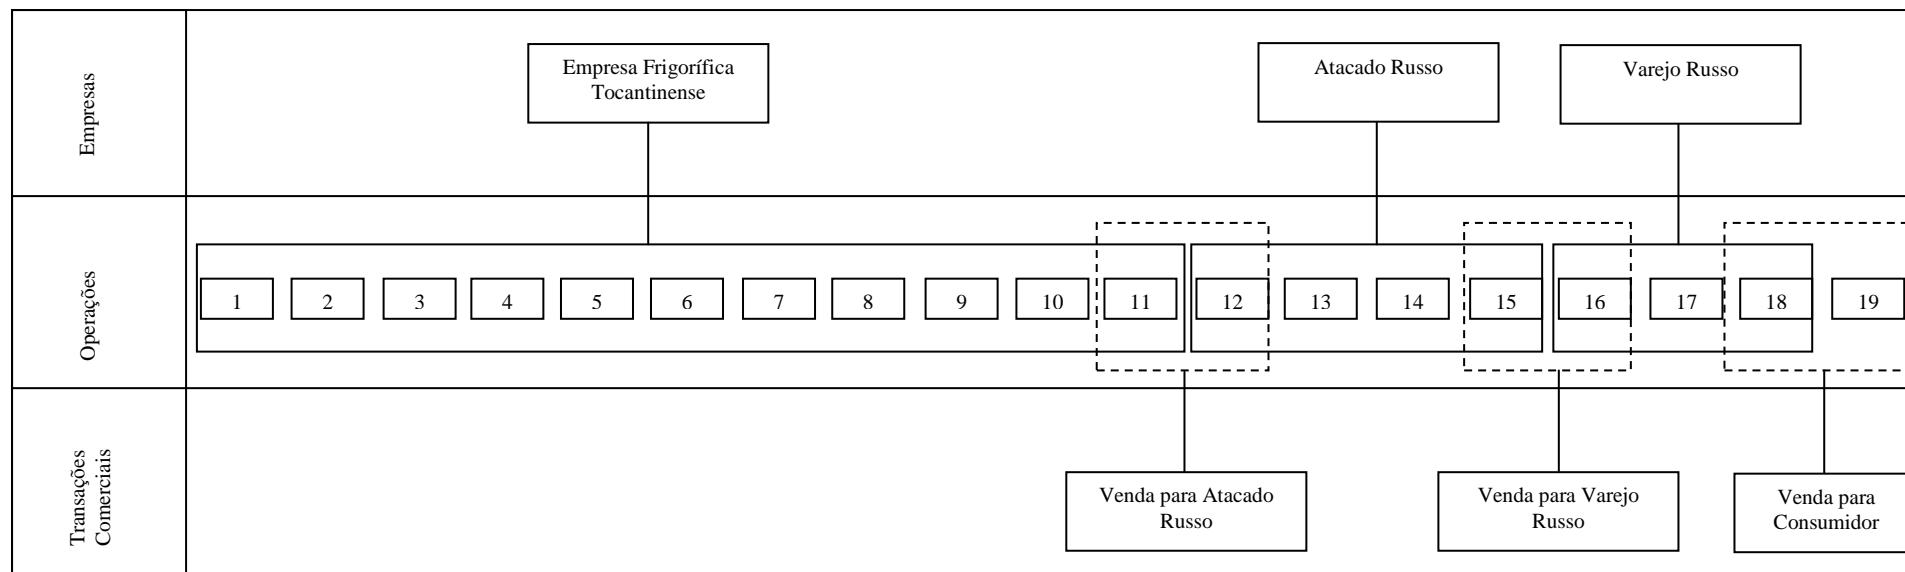 Empresas
Empresa Frigorífica
Tocantinense
Atacado Russo
Varejo Russo
Operações
1
2
3
4
5
6
7
8
9
10
11
12
13
14
15
16
17
18
19
Transações
Comerciais
Venda para Atacado
Russo
Venda para Varejo
Russo
Venda para
Consumidor